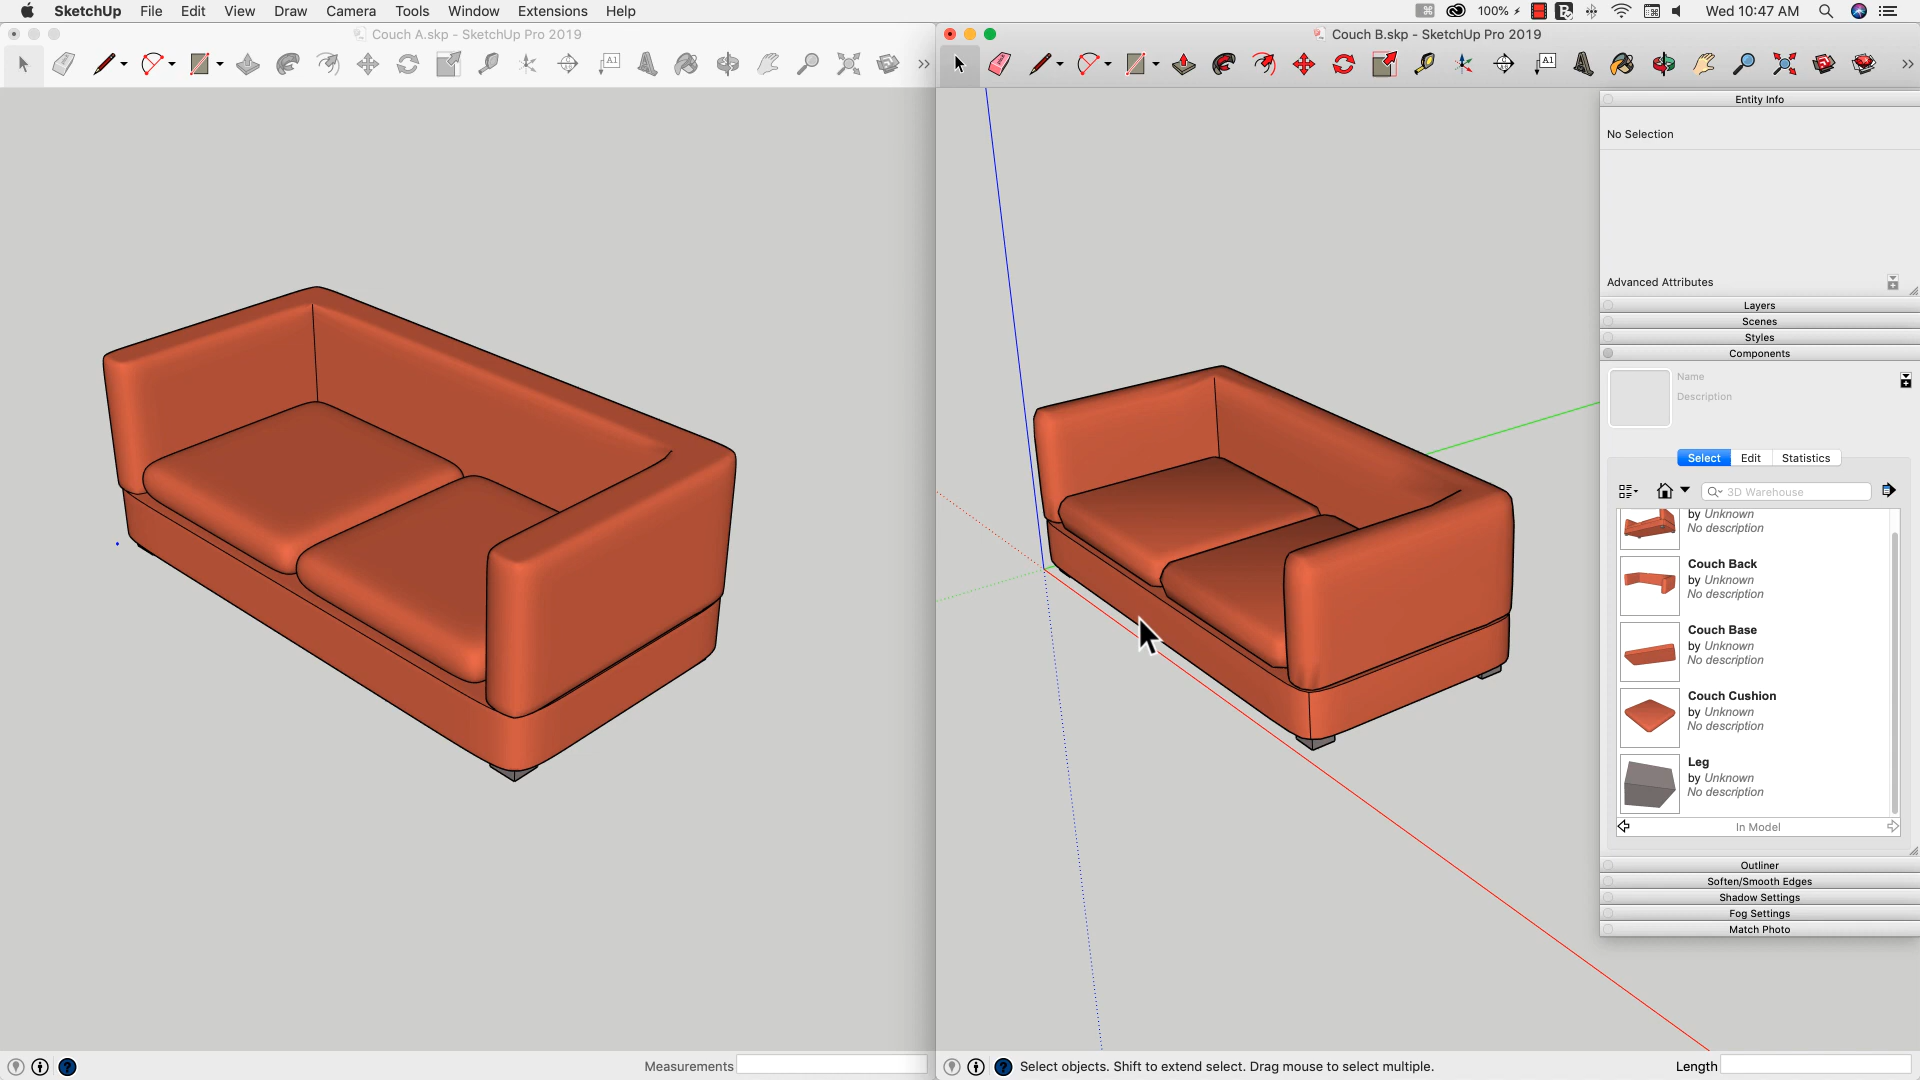 SketchUp File Edit View Draw Camera Tools Window Extensions Help
100% Wed 10:47 AM
Couch A.skp - SketchUp Pro 2019
Couch B.skp - SketchUp Pro 2019
A1
A1
Entity Info
No Selection
Advanced Attributes
Layers
Scenes
Styles
Components
Name
Description
Select Edit Statistics
3D Warehouse
by Unknown
No description
Couch Back
by Unknown
No description
Couch Base
by Unknown
No description
Couch Cushion
by Unknown
No description
Leg
by Unknown
No description
In Model
Outliner
Soften/Smooth Edges
Shadow Settings
Fog Settings
Match Photo
Measurements
Select objects. Shift to extend select. Drag mouse to select multiple.
Length